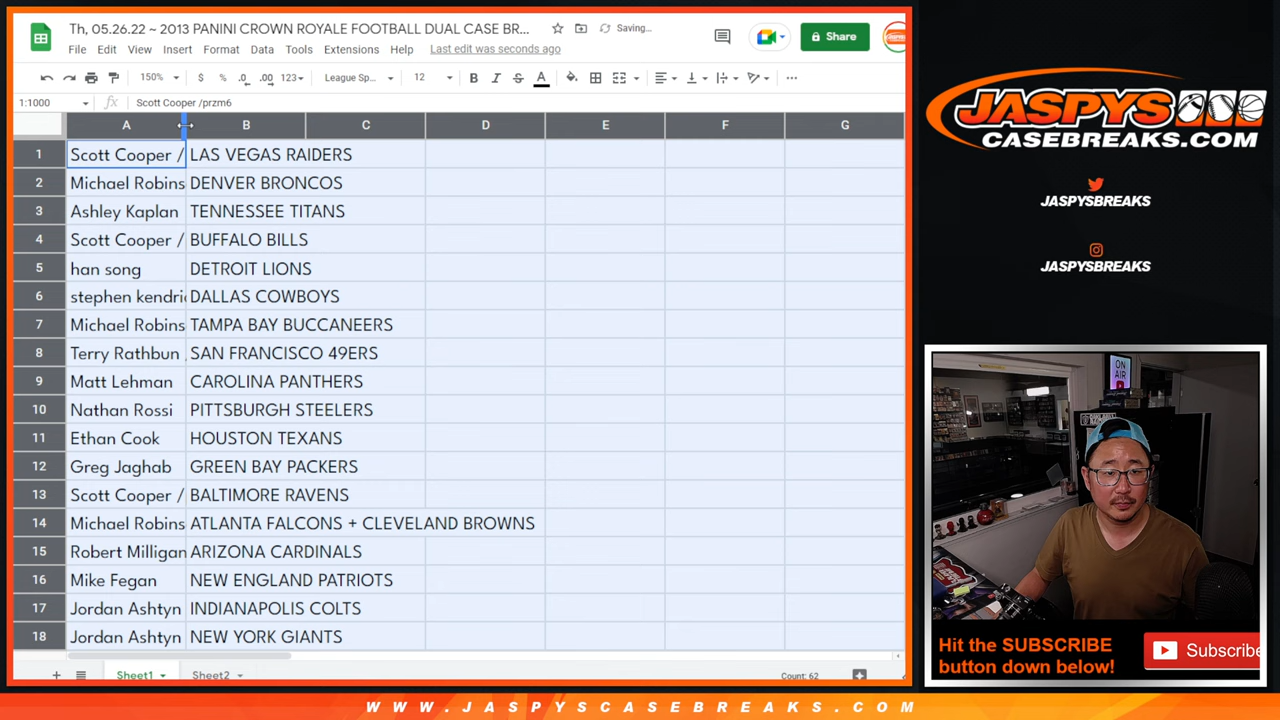 Th, 05.26.22 ~ 2013 PANINI CROWN ROYALE FOOTBALL DUAL CASE BR...
Saving...
Share
File Edit View Insert Format Data Tools Extensions Help Last edit was seconds ago
150% $ % .0 .00 123 League Sp... 12 B I S A
1:1000 fx Scott Cooper /przm6
A B C D E F G
1 Scott Cooper / LAS VEGAS RAIDERS
2 Michael Robins DENVER BRONCOS
3 Ashley Kaplan TENNESSEE TITANS
4 Scott Cooper / BUFFALO BILLS
5 han song DETROIT LIONS
6 stephen kendri DALLAS COWBOYS
7 Michael Robins TAMPA BAY BUCCANEERS
8 Terry Rathbun SAN FRANCISCO 49ERS
9 Matt Lehman CAROLINA PANTHERS
10 Nathan Rossi PITTSBURGH STEELERS
11 Ethan Cook HOUSTON TEXANS
12 Greg Jaghab GREEN BAY PACKERS
13 Scott Cooper / BALTIMORE RAVENS
14 Michael Robins ATLANTA FALCONS + CLEVELAND BROWNS
15 Robert Milligan ARIZONA CARDINALS
16 Mike Fegan NEW ENGLAND PATRIOTS
17 Jordan Ashtyn INDIANAPOLIS COLTS
18 Jordan Ashtyn NEW YORK GIANTS
Sheet1 Sheet2 Count: 62
JASPYS
CASEBREAKS.COM
JASPYSBREAKS
JASPYSBREAKS
ON
AIR
Hit the SUBSCRIBE
button down below!
Subscribe
WWW.JASPYSCASEBREAKS.COM